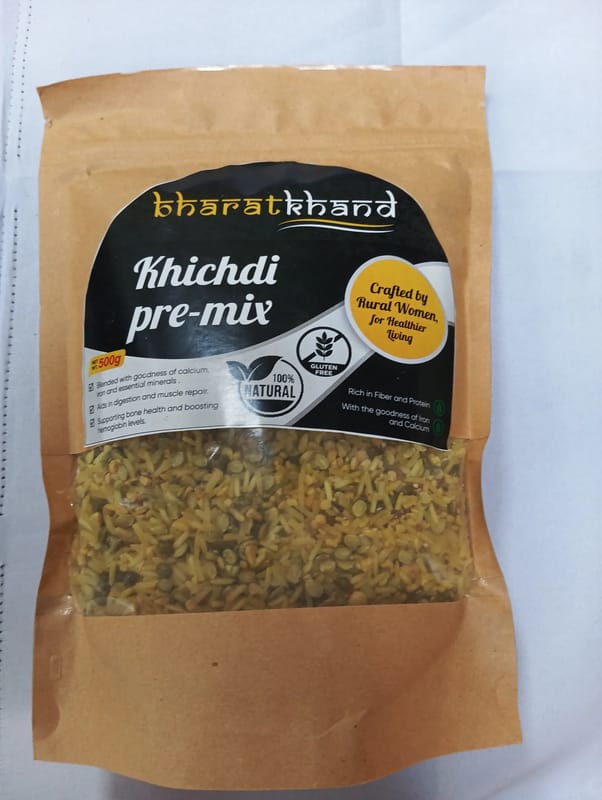 bharatkhand
Khichdi
pre-mix
Crafted by
Rural Women,
for Healthier
Living
NET WT. 500g
Blended with goodness of calcium,
iron and essential minerals .
Aids in digestion and muscle repair.
Supporting bone health and boosting
hemoglobin levels.
100%
NATURAL
GLUTEN
FREE
Rich in Fiber and Protein
With the goodness of Iron
and Calcium